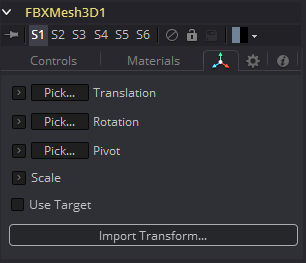 FBXMesh3D1
S1 S2 S3 S4 S5 S6
Controls Materials
Pick... Translation
Pick... Rotation
Pick... Pivot
Scale
Use Target
Import Transform...